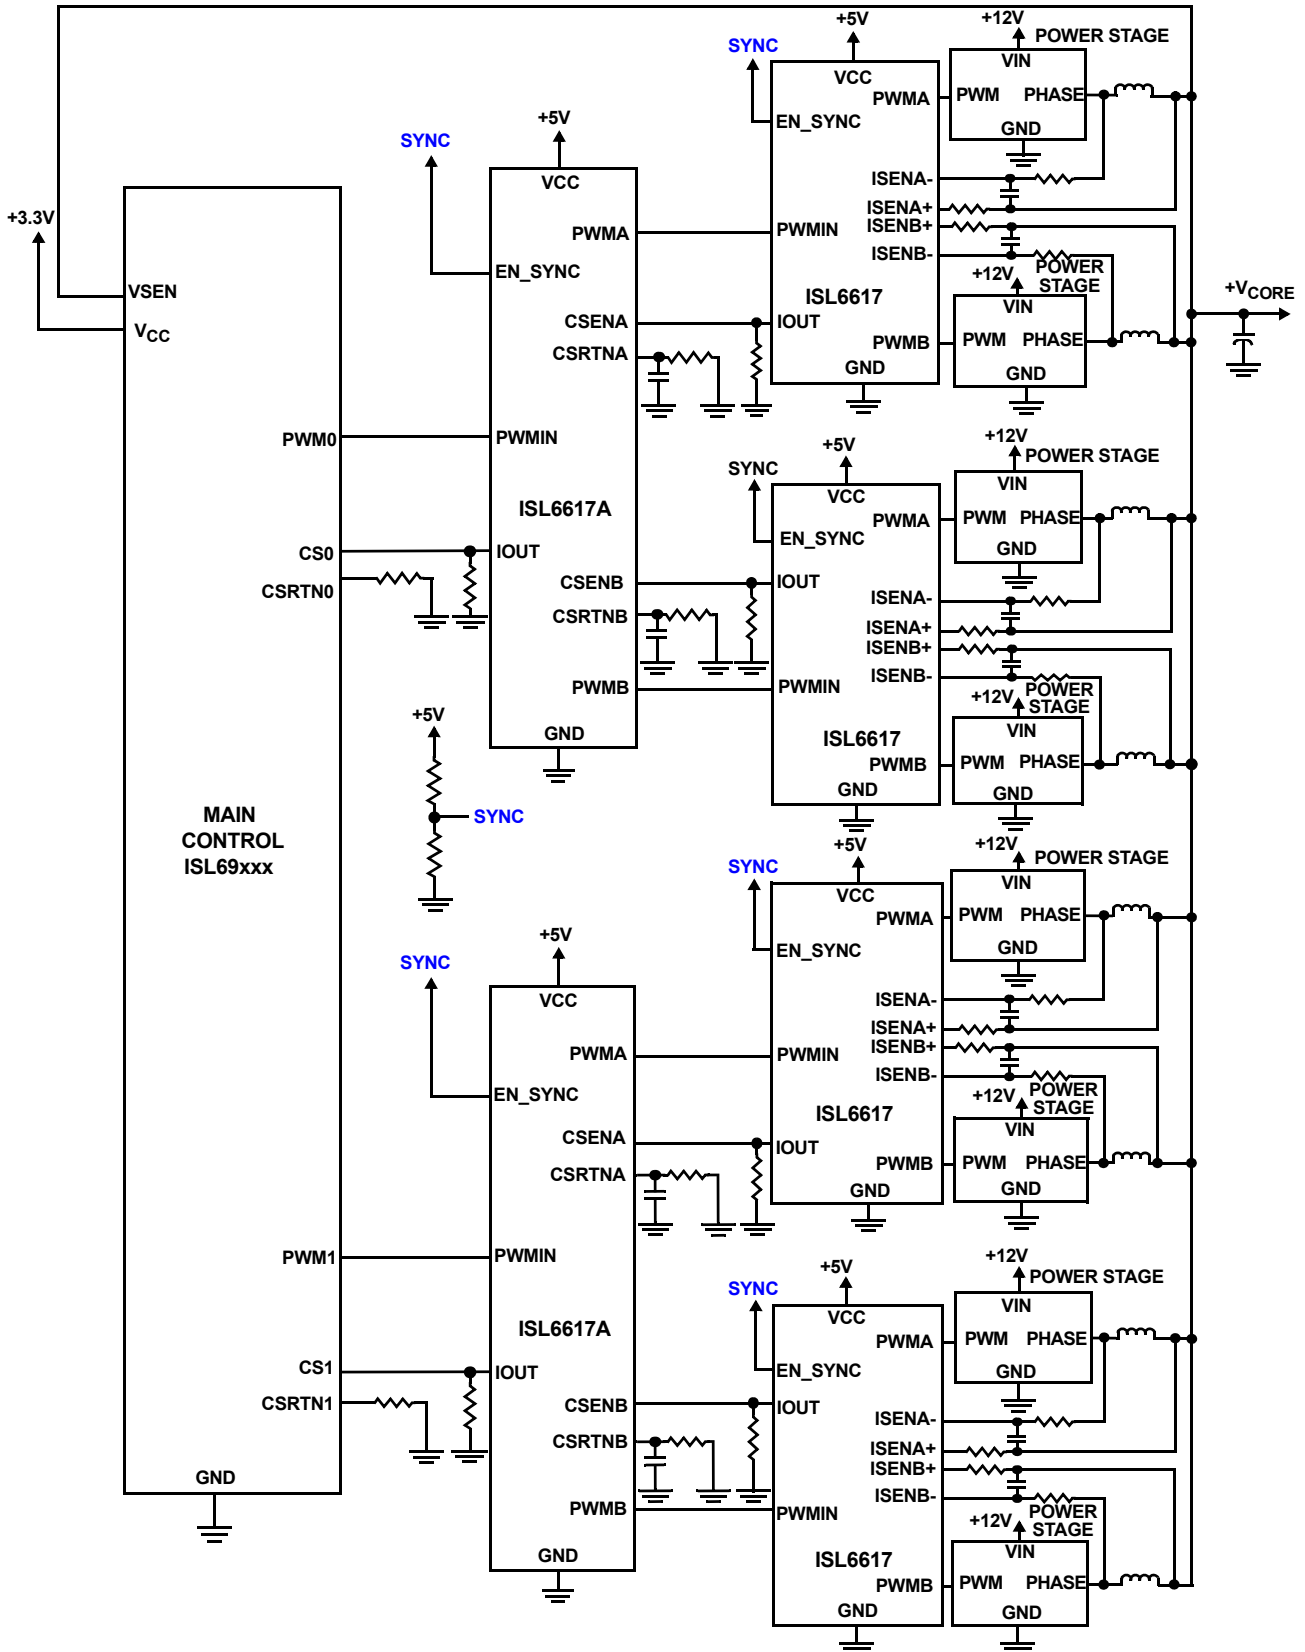 +3.3V
VSEN
VCC
PWM0
CS0
CSRTN0
MAIN
CONTROL
ISL69xxx
PWM1
CS1
CSRTN1
GND
SYNC
+5V
VCC
EN_SYNC
PWMA
CSENA
CSRTNA
PWMIN
ISL6617A
IOUT
CSENB
CSRTNB
PWMB
GND
+5V
SYNC
SYNC
+5V
VCC
EN_SYNC
PWMA
CSENA
CSRTNA
PWMIN
ISL6617A
IOUT
CSENB
CSRTNB
PWMB
GND
SYNC
+5V
VCC
PWMA
EN_SYNC
ISENA-
ISENA+
PWMIN
ISENB+
ISENB-
ISL6617
IOUT
PWMB
GND
+12V
POWER STAGE
VIN
PWM PHASE
GND
+12V
POWER
STAGE
VIN
PWM PHASE
GND
+VCORE
SYNC
+5V
VCC
PWMA
EN_SYNC
IOUT
ISENA-
ISENA+
ISENB+
ISENB-
PWMIN
ISL6617
PWMB
GND
+12V
POWER STAGE
VIN
PWM PHASE
GND
+12V
POWER
STAGE
VIN
PWM PHASE
GND
SYNC
+5V
VCC
PWMA
EN_SYNC
ISENA-
ISENA+
ISENB+
PWMIN
ISENB-
ISL6617
IOUT
PWMB
GND
+12V
POWER STAGE
VIN
PWM PHASE
GND
+12V
POWER
STAGE
VIN
PWM PHASE
GND
SYNC
+5V
VCC
PWMA
EN_SYNC
IOUT
ISENA-
ISENA+
ISENB+
ISENB-
PWMIN
ISL6617
PWMB
GND
+12V
POWER STAGE
VIN
PWM PHASE
GND
+12V
POWER
STAGE
VIN
PWM PHASE
GND